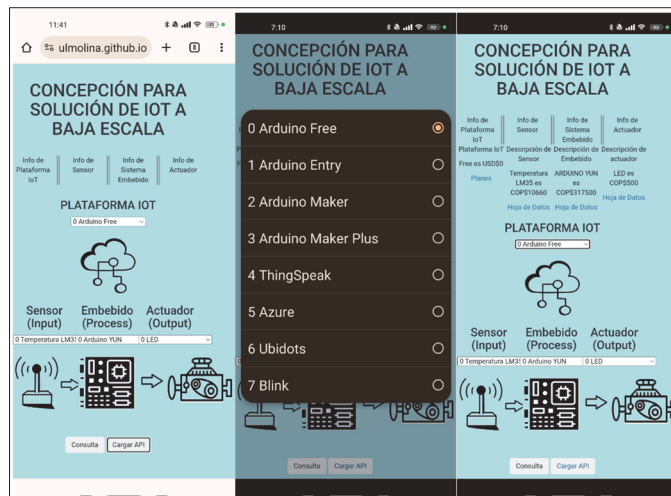 11:41
ulmolina.github.io
8
CONCEPCIÓN PARA
SOLUCIÓN DE IOT A
BAJA ESCALA
Info de
Plataforma
IoT
Info de
Sensor
Info de
Sistema
Embebido
Info de
Actuador
PLATAFORMA IOT
0 Arduino Free
Sensor
(Input)
Embebido
(Process)
Actuador
(Output)
0 Temperatura LM35
0 Arduino YUN
0 LED
Consulta
Cargar API
7:10
CONCEPCIÓN PARA
SOLUCIÓN DE IOT A
BAJA ESCALA
0 Arduino Free
1 Arduino Entry
2 Arduino Maker
3 Arduino Maker Plus
4 ThingSpeak
5 Azure
6 Ubidots
7 Blink
Consulta
Cargar API
7:10
CONCEPCIÓN PARA
SOLUCIÓN DE IOT A
BAJA ESCALA
Info de
Plataforma
IoT
Info de
Sensor
Info de
Sistema
Embebido
Info de
Actuador
Plataforma IoT
Free es USD$0
Planes
Descripción de
Sensor
Temperatura
LM35 es
COP$10660
Hoja de Datos
Descripción de
Embebido
ARDUINO YUN
es
COP$317500
Hoja de Datos
Descripción de
actuador
LED es
COP$500
Hoja de Datos
PLATAFORMA IOT
0 Arduino Free
Sensor
(Input)
Embebido
(Process)
Actuador
(Output)
0 Temperatura LM35
0 Arduino YUN
0 LED
Consulta
Cargar API